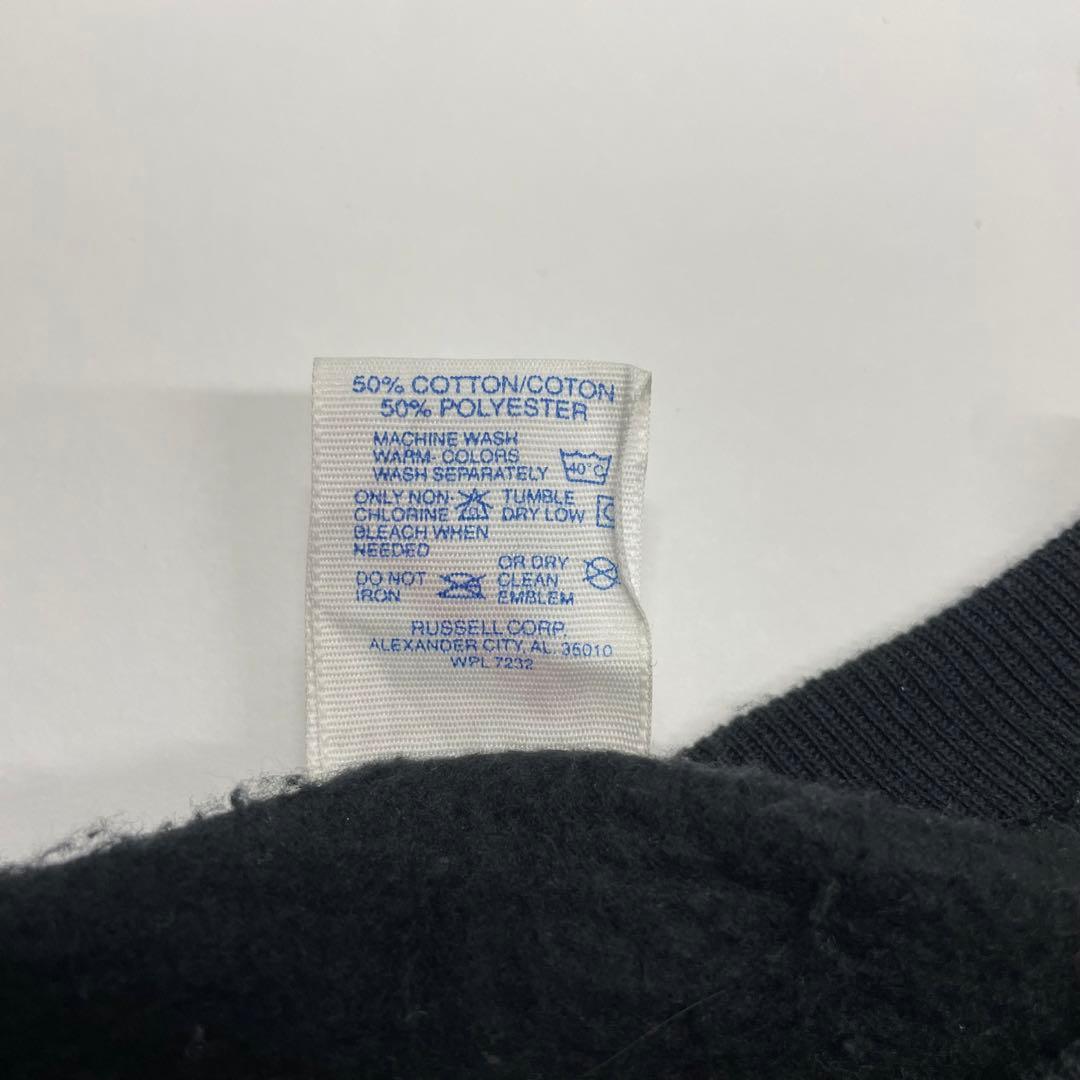 50% COTTON/COTON
50% POLYESTER
MACHINE WASH
WARM- COLORS
WASH SEPARATELY
40°C
ONLY NON-
CHLORINE
BLEACH WHEN
NEEDED
TUMBLE
DRY LOW
DO NOT
IRON
OR DRY
CLEAN
EMBLEM
RUSSELL CORP.
ALEXANDER CITY, AL. 35010
WPL 7232